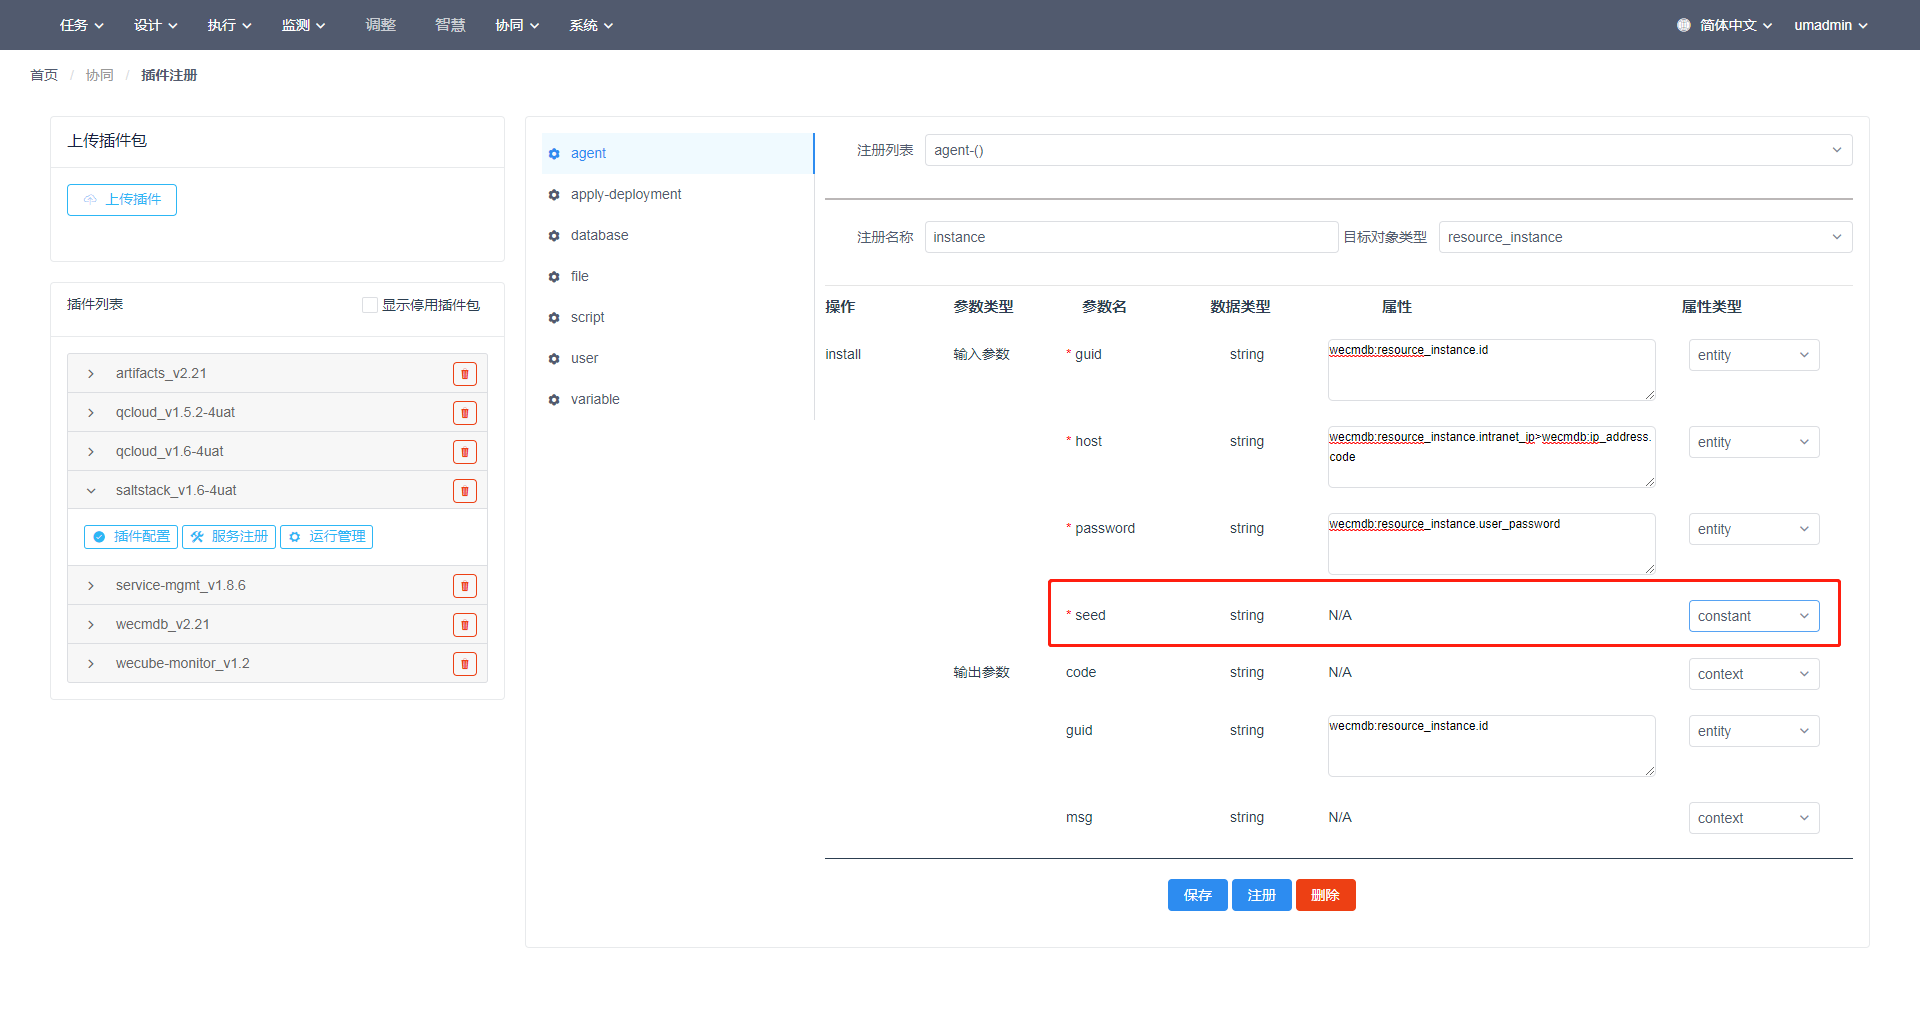 任务 设计 执行 监测 调整 智慧 协同 系统 简体中文 umadmin
首页 / 协同 / 插件注册
上传插件包
上传插件
插件列表 显示停用插件包
artifacts_v2.21
qcloud_v1.5.2-4uat
qcloud_v1.6-4uat
saltstack_v1.6-4uat
插件配置 服务注册 运行管理
service-mgmt_v1.8.6
wecmdb_v2.21
wecube-monitor_v1.2
agent
apply-deployment
database
file
script
user
variable
注册列表 agent-()
注册名称 instance 目标对象类型 resource_instance
操作 参数类型 参数名 数据类型 属性 属性类型
install 输入参数 * guid string wecmdb:resource_instance.id entity
* host string wecmdb:resource_instance.intranet_ip>wecmdb:ip_address. entity
code
* password string wecmdb:resource_instance.user_password entity
* seed string N/A constant
输出参数 code string N/A context
guid string wecmdb:resource_instance.id entity
msg string N/A context
保存 注册 删除